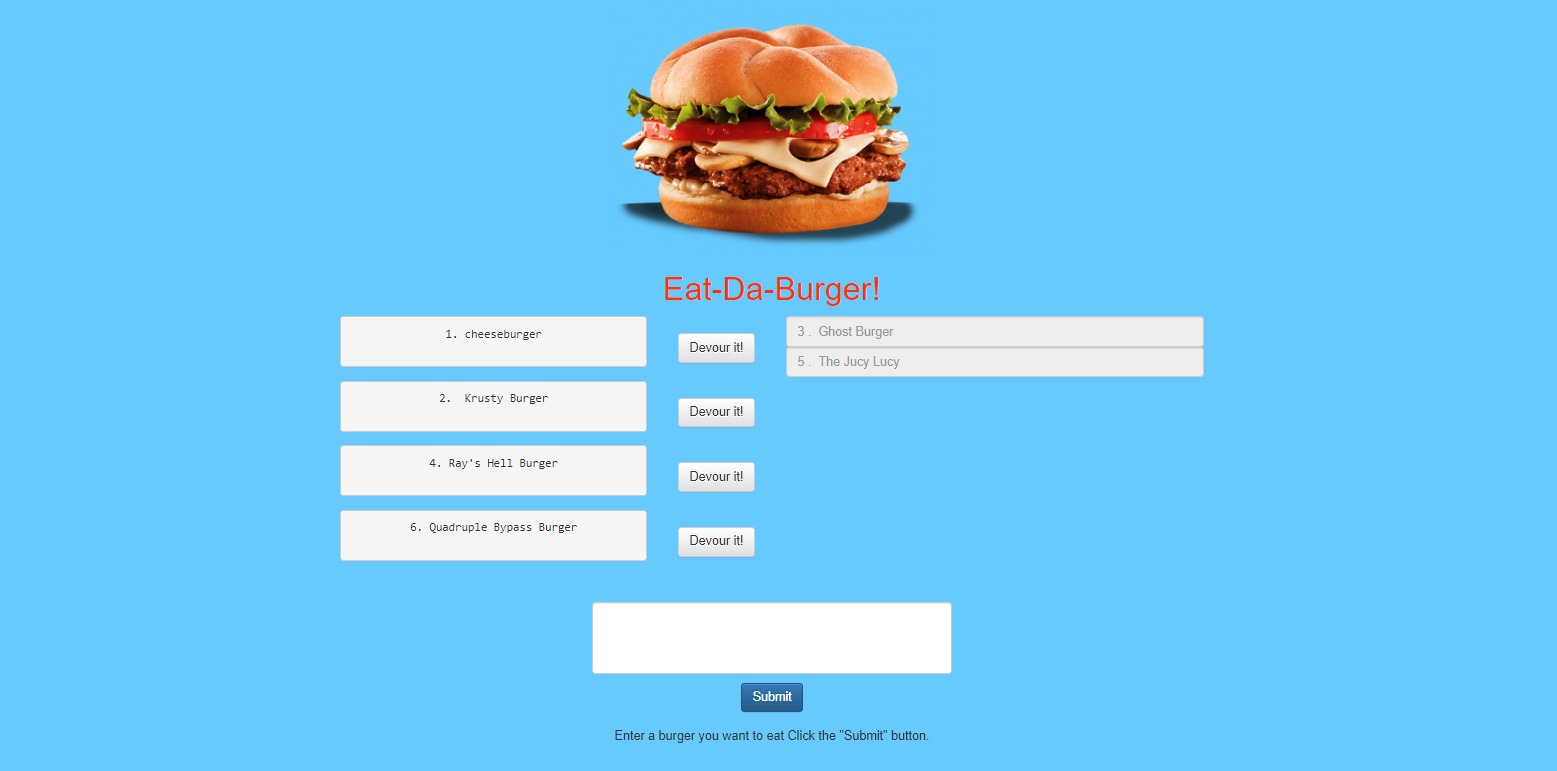 Eat-Da-Burger!
1. cheeseburger
Devour it!
2. Krusty Burger
Devour it!
4. Ray's Hell Burger
Devour it!
6. Quadruple Bypass Burger
Devour it!
3 . Ghost Burger
5 . The Jucy Lucy
Submit
Enter a burger you want to eat Click the "Submit" button.